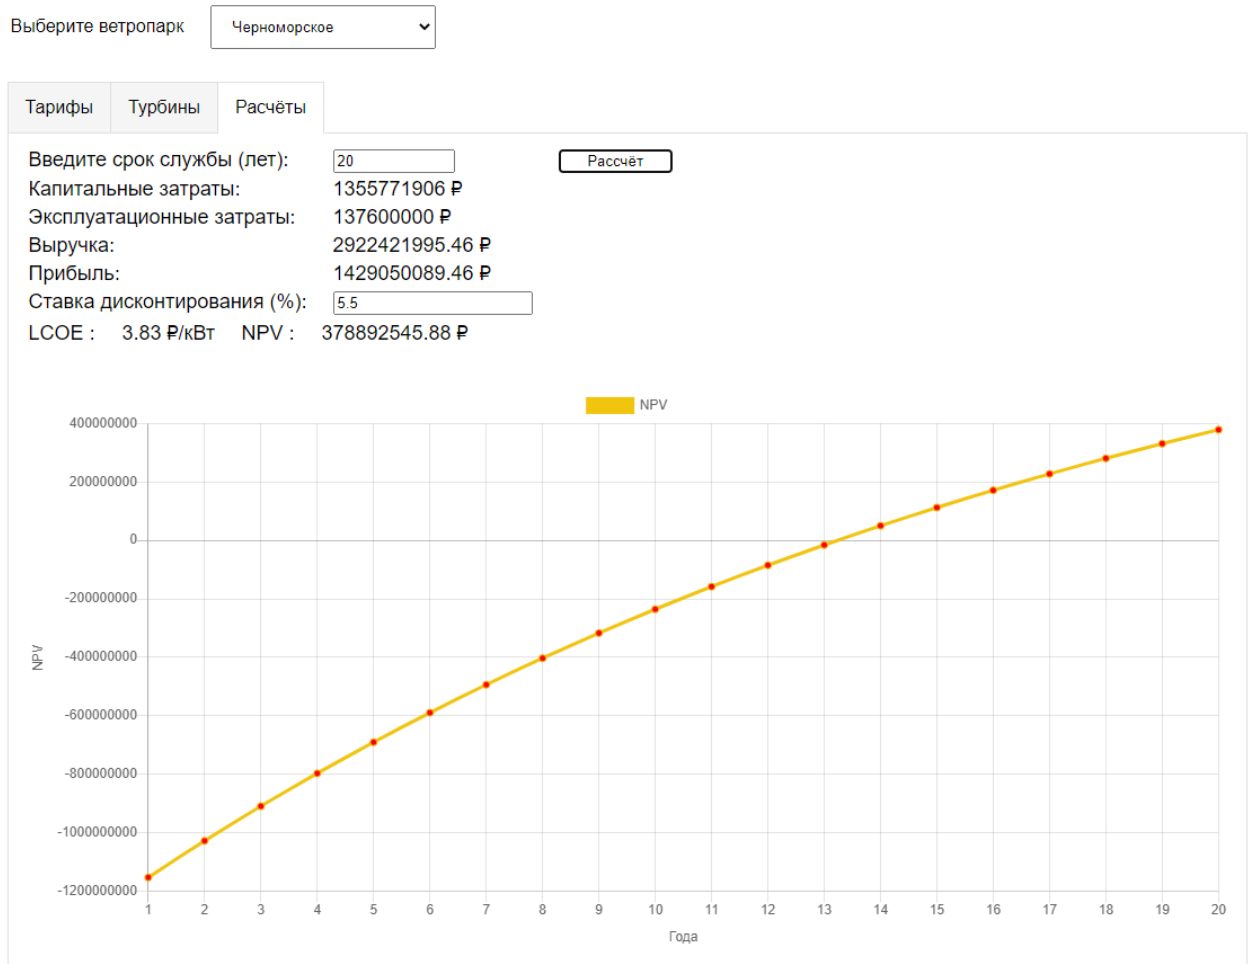 Выберите ветропарк Черноморское
Тарифы Турбины Расчёты
Введите срок службы (лет): 20 Рассчёт
Капитальные затраты: 1355771906 ₽
Эксплуатационные затраты: 137600000 ₽
Выручка: 2922421995.46 ₽
Прибыль: 1429050089.46 ₽
Ставка дисконтирования (%): 5.5
LCOE : 3.83 ₽/кВт NPV : 378892545.88 ₽
NPV
400000000
200000000
0
-200000000
-400000000
-600000000
-800000000
-1000000000
-1200000000
NPV
1 2 3 4 5 6 7 8 9 10 11 12 13 14 15 16 17 18 19 20
Года